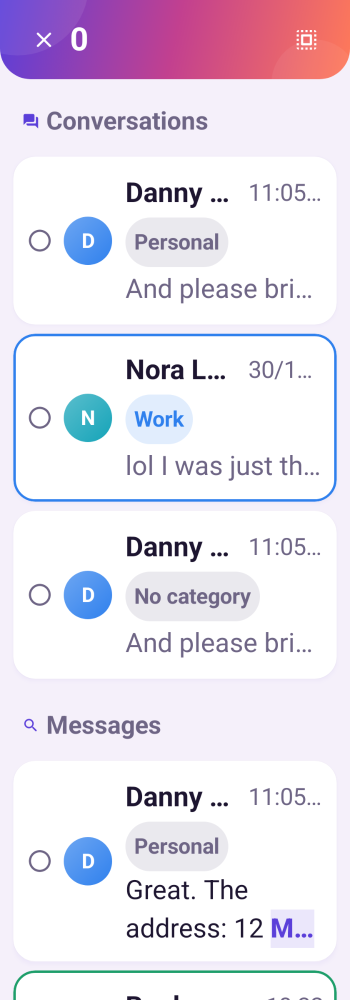 0
Conversations
Danny ... 11:05...
Personal
And please bri...
Nora L... 30/1...
Work
lol I was just th...
Danny ... 11:05...
No category
And please bri...
Messages
Danny ... 11:05...
Personal
Great. The
address: 12 M...